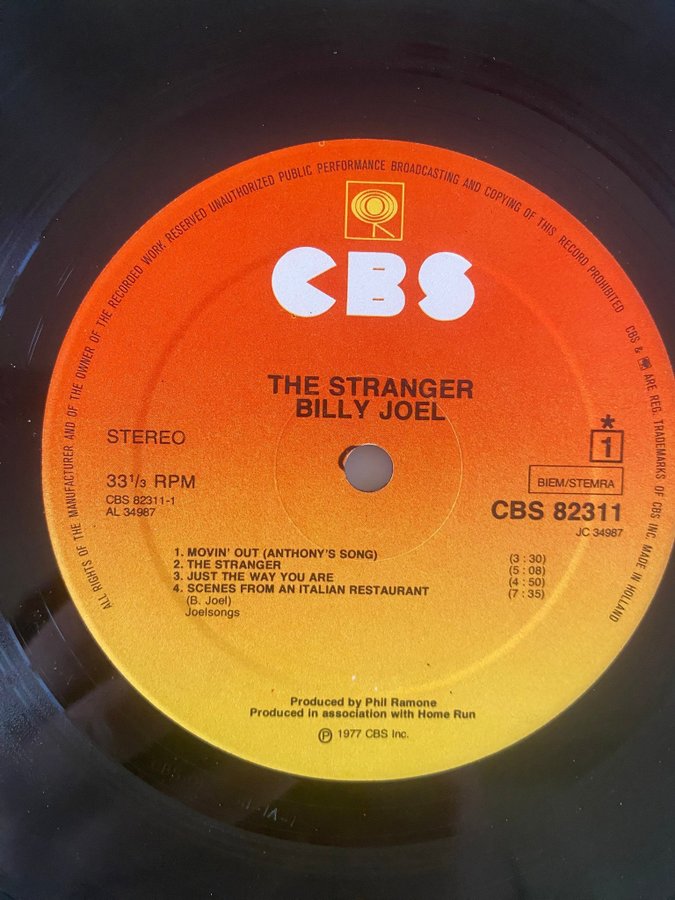 ALL RIGHTS OF THE MANUFACTURER AND OF THE OWNER OF THE RECORDED WORK. RESERVED UNAUTHORIZED PUBLIC PERFORMANCE BROADCASTING AND COPYING OF THIS RECORD PROHIBITED CBS & ARE REG. TRADEMARKS OF CBS INC. MADE IN HOLLAND
CBS
THE STRANGER
BILLY JOEL
STEREO
* 1
33 1/3 RPM
BIEM/STEMRA
CBS 82311-1
CBS 82311
AL 34987
JC 34987
1. MOVIN' OUT (ANTHONY'S SONG) (3 : 30)
2. THE STRANGER (5 : 08)
3. JUST THE WAY YOU ARE (4 : 50)
4. SCENES FROM AN ITALIAN RESTAURANT (7 : 35)
(B. Joel)
Joelsongs
Produced by Phil Ramone
Produced in association with Home Run
Ⓟ 1977 CBS Inc.